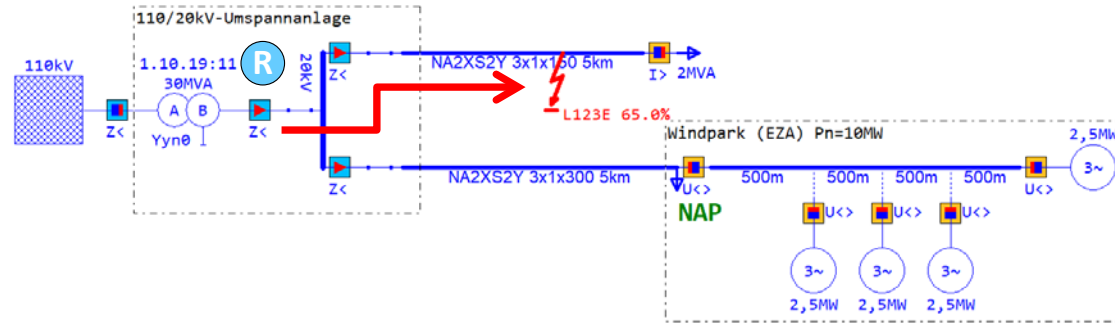 110/20kV-Umspannanlage
110kV
Z<
1.10.19:11
R
30MVA
A
B
Yyn0
Z<
20kV
Z<
NA2XS2Y 3x1x150 5km
I>
2MVA
L123E 65.0%
Z<
NA2XS2Y 3x1x300 5km
Windpark (EZA) Pn=10MW
U<>
NAP
500m
500m
500m
500m
U<>
2,5MW
3~
U<>
U<>
U<>
3~
3~
3~
2,5MW
2,5MW
2,5MW